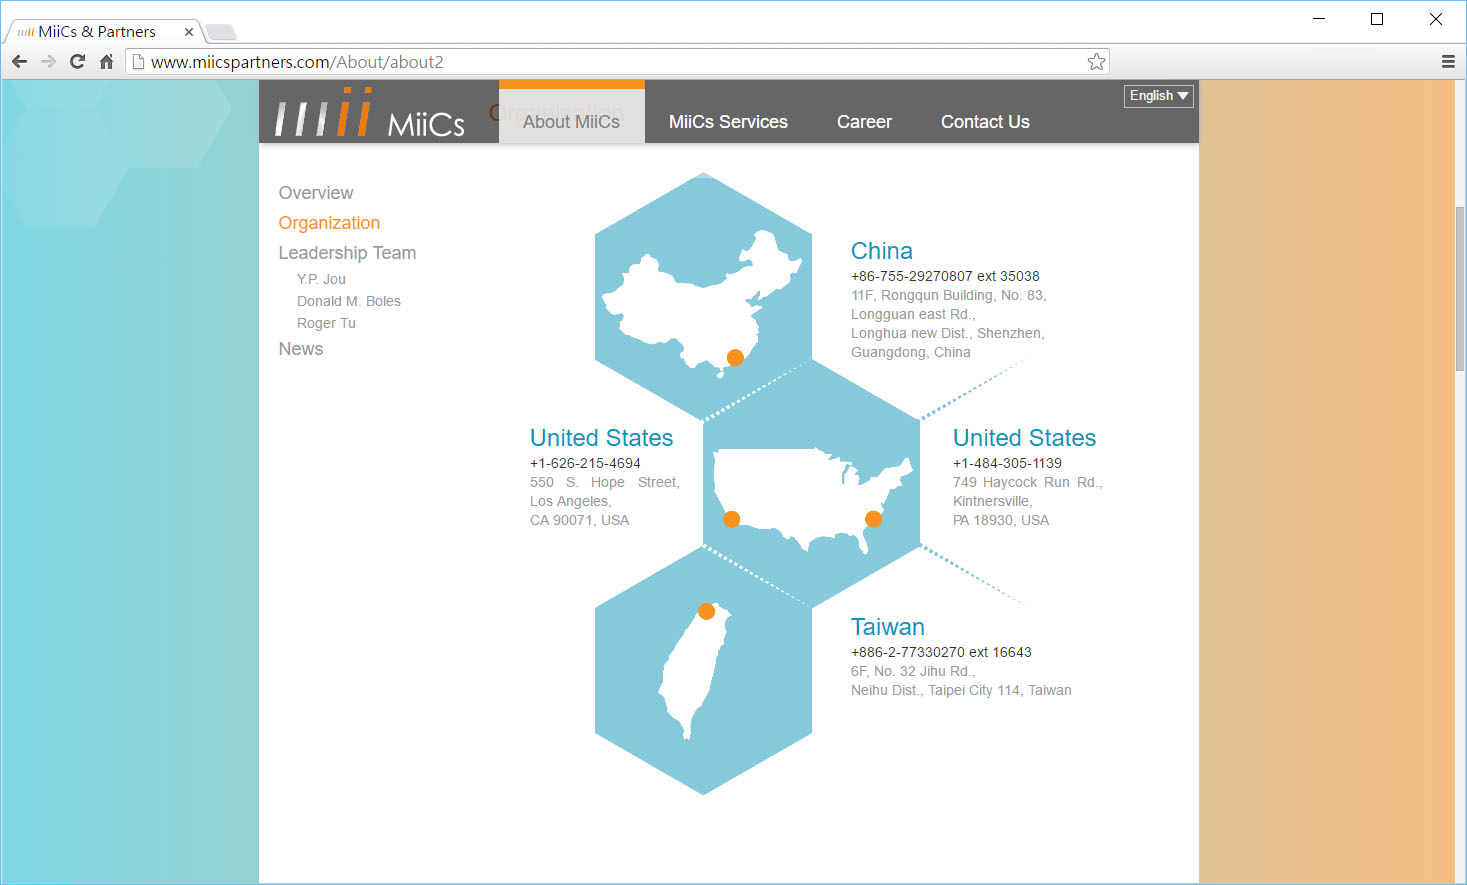 MiiCs & Partners
www.miicspartners.com/About/about2
MiiCs
Organization
About MiiCs
MiiCs Services
Career
Contact Us
English
Overview
Organization
Leadership Team
Y.P. Jou
Donald M. Boles
Roger Tu
News
China
+86-755-29270807 ext 35038
11F, Rongqun Building, No. 83,
Longguan east Rd.,
Longhua new Dist., Shenzhen,
Guangdong, China
United States
+1-626-215-4694
550 S. Hope Street,
Los Angeles,
CA 90071, USA
United States
+1-484-305-1139
749 Haycock Run Rd.,
Kintnersville,
PA 18930, USA
Taiwan
+886-2-77330270 ext 16643
6F, No. 32 Jihu Rd.,
Neihu Dist., Taipei City 114, Taiwan